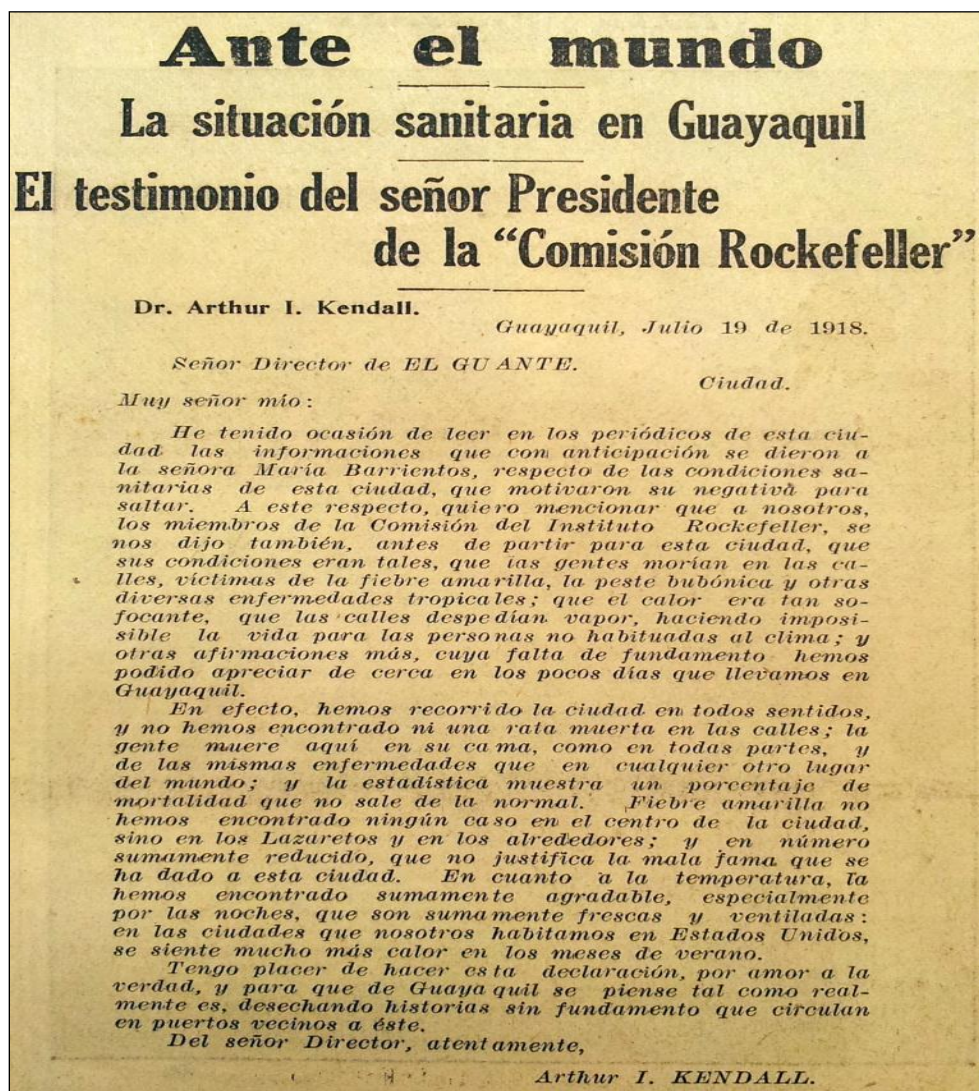 Ante el mundo
La situación sanitaria en Guayaquil
El testimonio del señor Presidente
de la “Comisión Rockefeller”
Dr. Arthur I. Kendall.
Guayaquil, Julio 19 de 1918.
Señor Director de EL GUANTE.
Ciudad.
Muy señor mío:
He tenido ocasión de leer en los periódicos de esta ciu-
dad las informaciones que con anticipación se dieron a
la señora María Barrientos, respecto de las condiciones sa-
nitarias de esta ciudad, que motivaron su negativa para
saltar. A este respecto, quiero mencionar que a nosotros,
los miembros de la Comisión del Instituto Rockefeller, se
nos dijo también, antes de partir para esta ciudad, que
sus condiciones eran tales, que las gentes morían en las ca-
lles, víctimas de la fiebre amarilla, la peste bubónica y otras
diversas enfermedades tropicales; que el calor era tan so-
focante, que las calles despedían vapor, haciendo imposi-
sible la vida para las personas no habituadas al clima; y
otras afirmaciones más, cuya falta de fundamento hemos
podido apreciar de cerca en los pocos días que llevamos en
Guayaquil.
En efecto, hemos recorrido la ciudad en todos sentidos,
y no hemos encontrado ni una rata muerta en las calles; la
gente muere aquí en su cama, como en todas partes, y
de las mismas enfermedades que en cualquier otro lugar
del mundo; y la estadística muestra un porcentaje de
mortalidad que no sale de la normal. Fiebre amarilla no
hemos encontrado ningún caso en el centro de la ciudad,
sino en los Lazaretos y en los alrededores; y en número
sumamente reducido, que no justifica la mala fama que se
ha dado a esta ciudad. En cuanto a la temperatura, la
hemos encontrado sumamente agradable, especialmente
por las noches, que son sumamente frescas y ventiladas:
en las ciudades que nosotros habitamos en Estados Unidos,
se siente mucho más calor en los meses de verano.
Tengo placer de hacer esta declaración, por amor a la
verdad, y para que de Guayaquil se piense tal como real-
mente es, desechando historias sin fundamento que circulan
en puertos vecinos a éste.
Del señor Director, atentamente,
Arthur I. KENDALL.